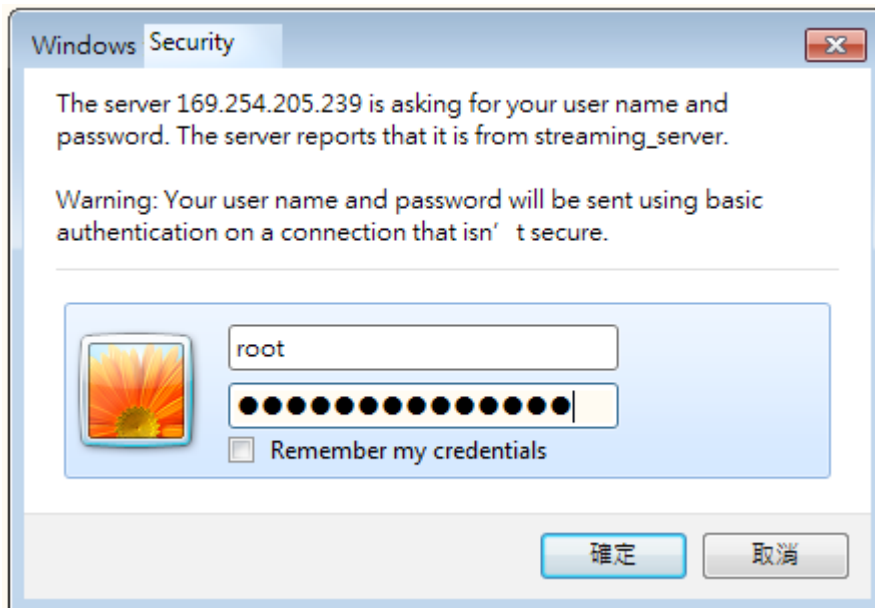 Windows Security
The server 169.254.205.239 is asking for your user name and
password. The server reports that it is from streaming_server.
Warning: Your user name and password will be sent using basic
authentication on a connection that isn’ t secure.
root
●●●●●●●●●●●●●●
Remember my credentials
確定 取消